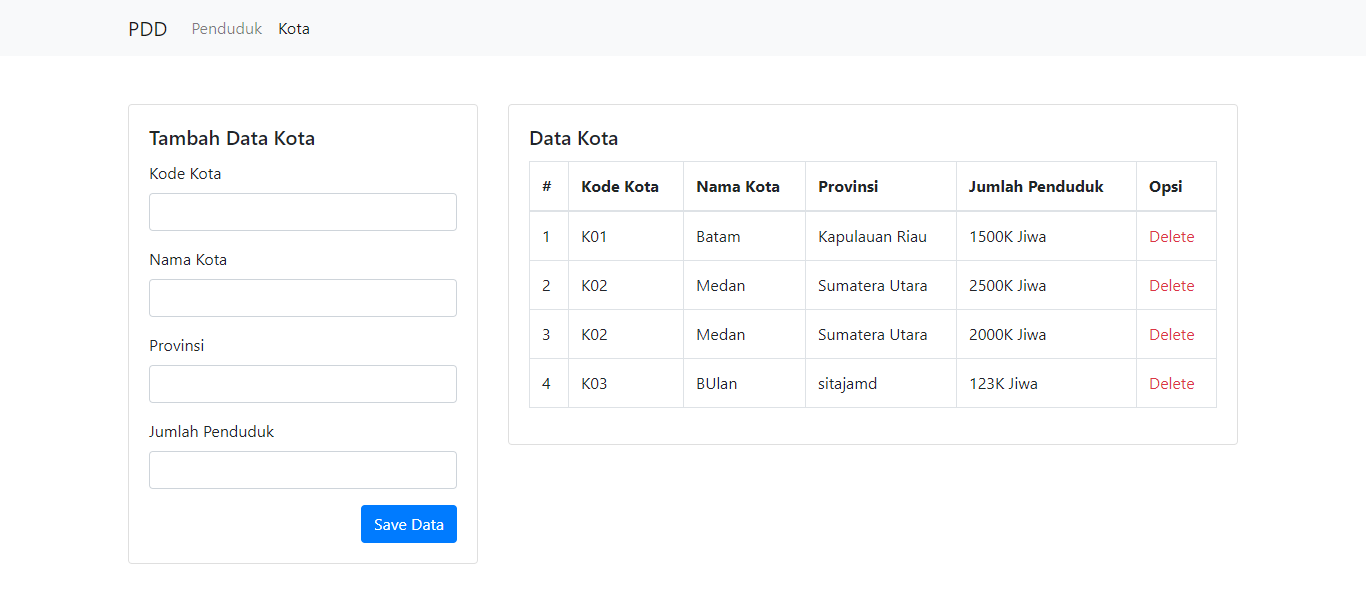 PDD Penduduk Kota
Tambah Data Kota
Kode Kota
Nama Kota
Provinsi
Jumlah Penduduk
Save Data
Data Kota
# Kode Kota Nama Kota Provinsi Jumlah Penduduk Opsi
1 K01 Batam Kapulauan Riau 1500K Jiwa Delete
2 K02 Medan Sumatera Utara 2500K Jiwa Delete
3 K02 Medan Sumatera Utara 2000K Jiwa Delete
4 K03 BUlan sitajamd 123K Jiwa Delete